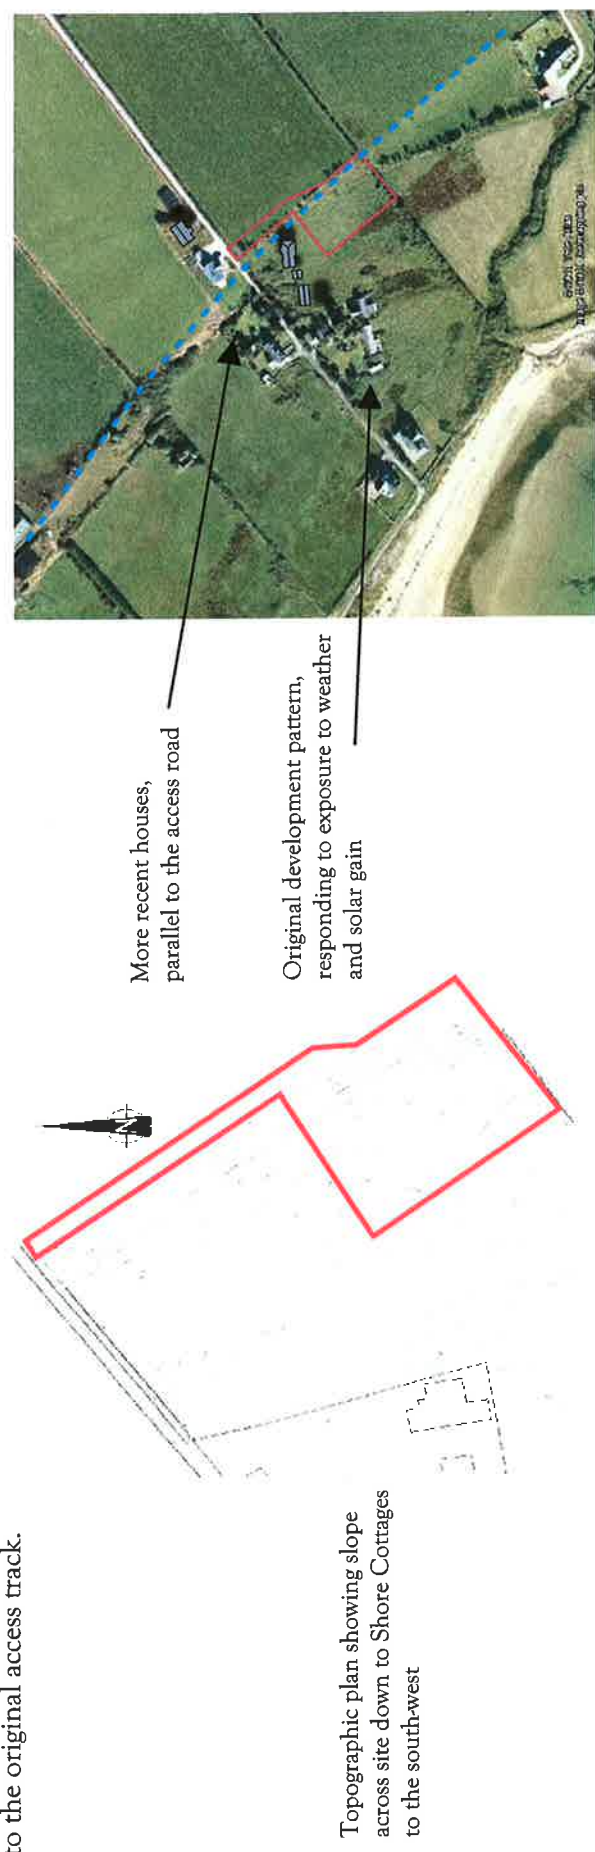 to the original access track.
Topographic plan showing slope
across site down to Shore Cottages
to the south-west
N
More recent houses,
parallel to the access road
Original development pattern,
responding to exposure to weather
and solar gain